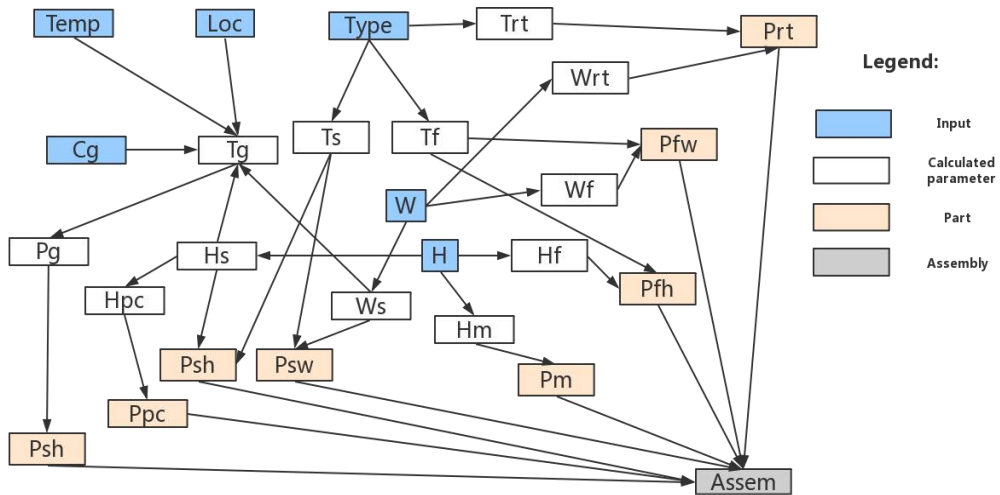 Temp
Loc
Type
Trt
Prt
Legend:
Wrt
Input
Cg
Tg
Ts
Tf
Pfw
Calculated
parameter
Wf
W
Part
Pg
Hs
H
Hf
Assembly
Hpc
Ws
Pfh
Hm
Psh
Psw
Pm
Ppc
Psh
Assem